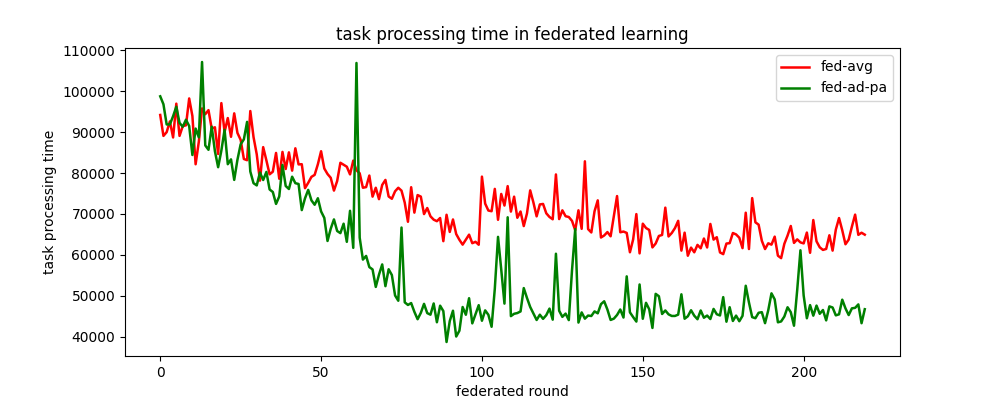 task processing time in federated learning
fed-avg
fed-ad-pa
task processing time
110000
100000
90000
80000
70000
60000
50000
40000
0
50
100
150
200
federated round